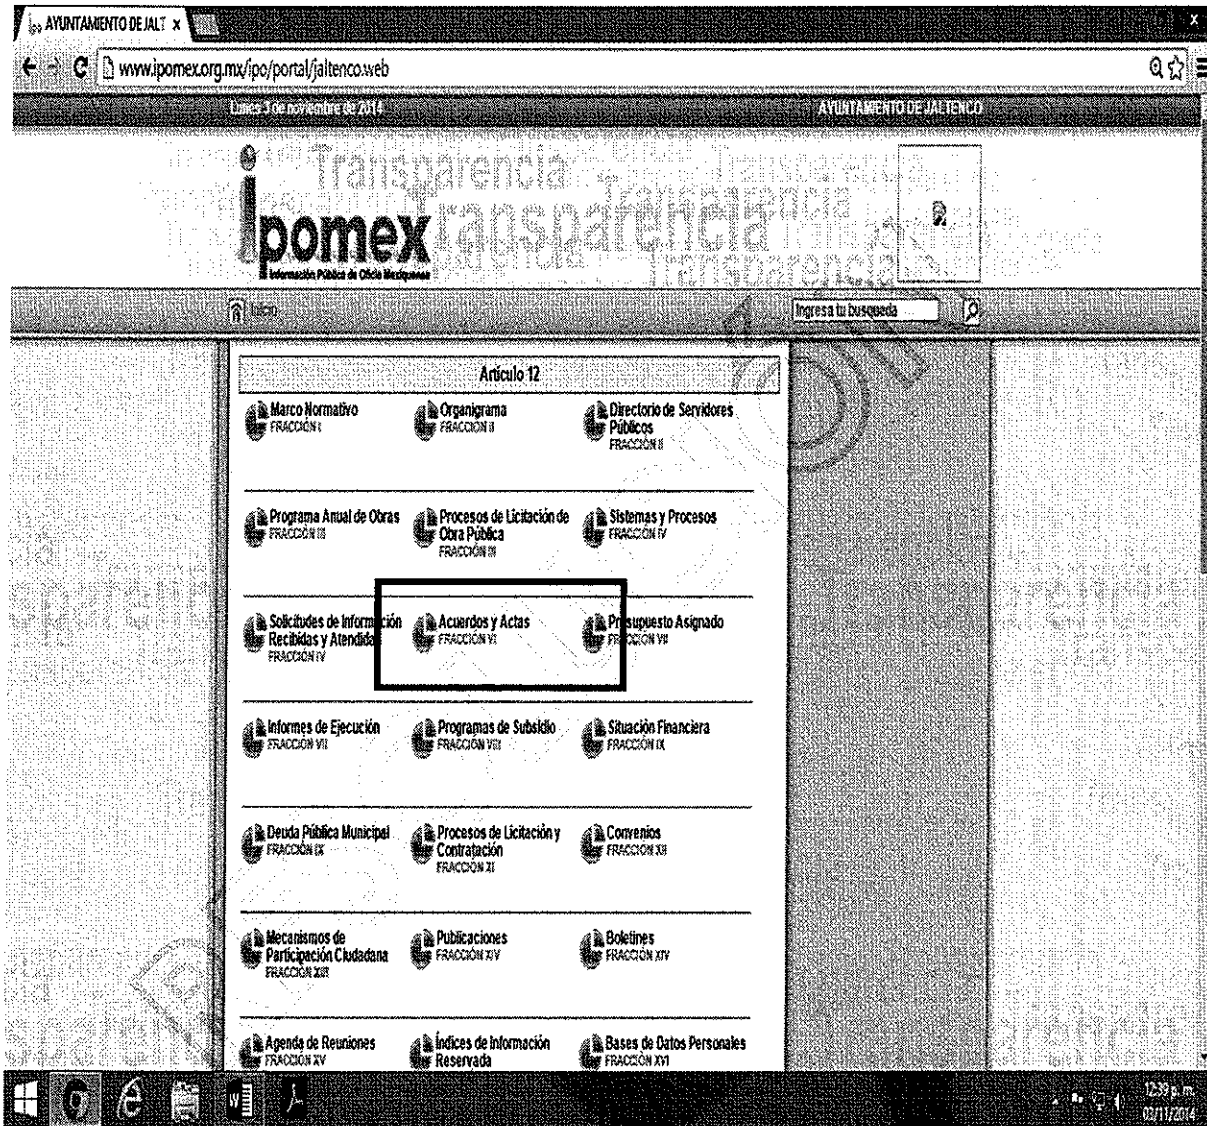 AYUNTAMIENTO DE JALT x
www.ipomex.org.mx/ipo/portal/jaltenco.web
Lunes 3 de noviembre de 2014
AYUNTAMIENTO DE JALTENCO
Transparencia Transparencia
Transparencia
Transparencia
ipomex
Información Pública de Oficio Mexiquense
Inicio
Ingresa tu busqueda
Artículo 12
Marco Normativo
FRACCIÓN I
Organigrama
FRACCIÓN II
Directorio de Servidores
Públicos
FRACCIÓN II
Programa Anual de Obras
FRACCIÓN III
Procesos de Licitación de
Obra Pública
FRACCIÓN III
Sistemas y Procesos
FRACCIÓN IV
Solicitudes de Información
Recibidas y Atendidas
FRACCIÓN IV
Acuerdos y Actas
FRACCIÓN VI
Presupuesto Asignado
FRACCIÓN VII
Informes de Ejecución
FRACCIÓN VII
Programas de Subsidio
FRACCIÓN VIII
Situación Financiera
FRACCIÓN IX
Deuda Pública Municipal
FRACCIÓN IX
Procesos de Licitación y
Contratación
FRACCIÓN XI
Convenios
FRACCIÓN XII
Mecanismos de
Participación Ciudadana
FRACCIÓN XIII
Publicaciones
FRACCIÓN XIV
Boletines
FRACCIÓN XIV
Agenda de Reuniones
FRACCIÓN XV
Índices de Información
Reservada
Bases de Datos Personales
FRACCIÓN XVI
12:39 p. m.
03/11/2014